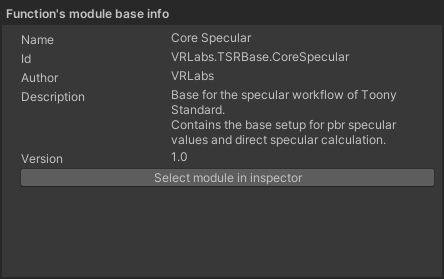 Function's module base info
Name Core Specular
Id VRLabs.TSRBase.CoreSpecular
Author VRLabs
Description Base for the specular workflow of Toony
Standard.
Contains the base setup for pbr specular
values and direct specular calculation.
Version 1.0
Select module in inspector